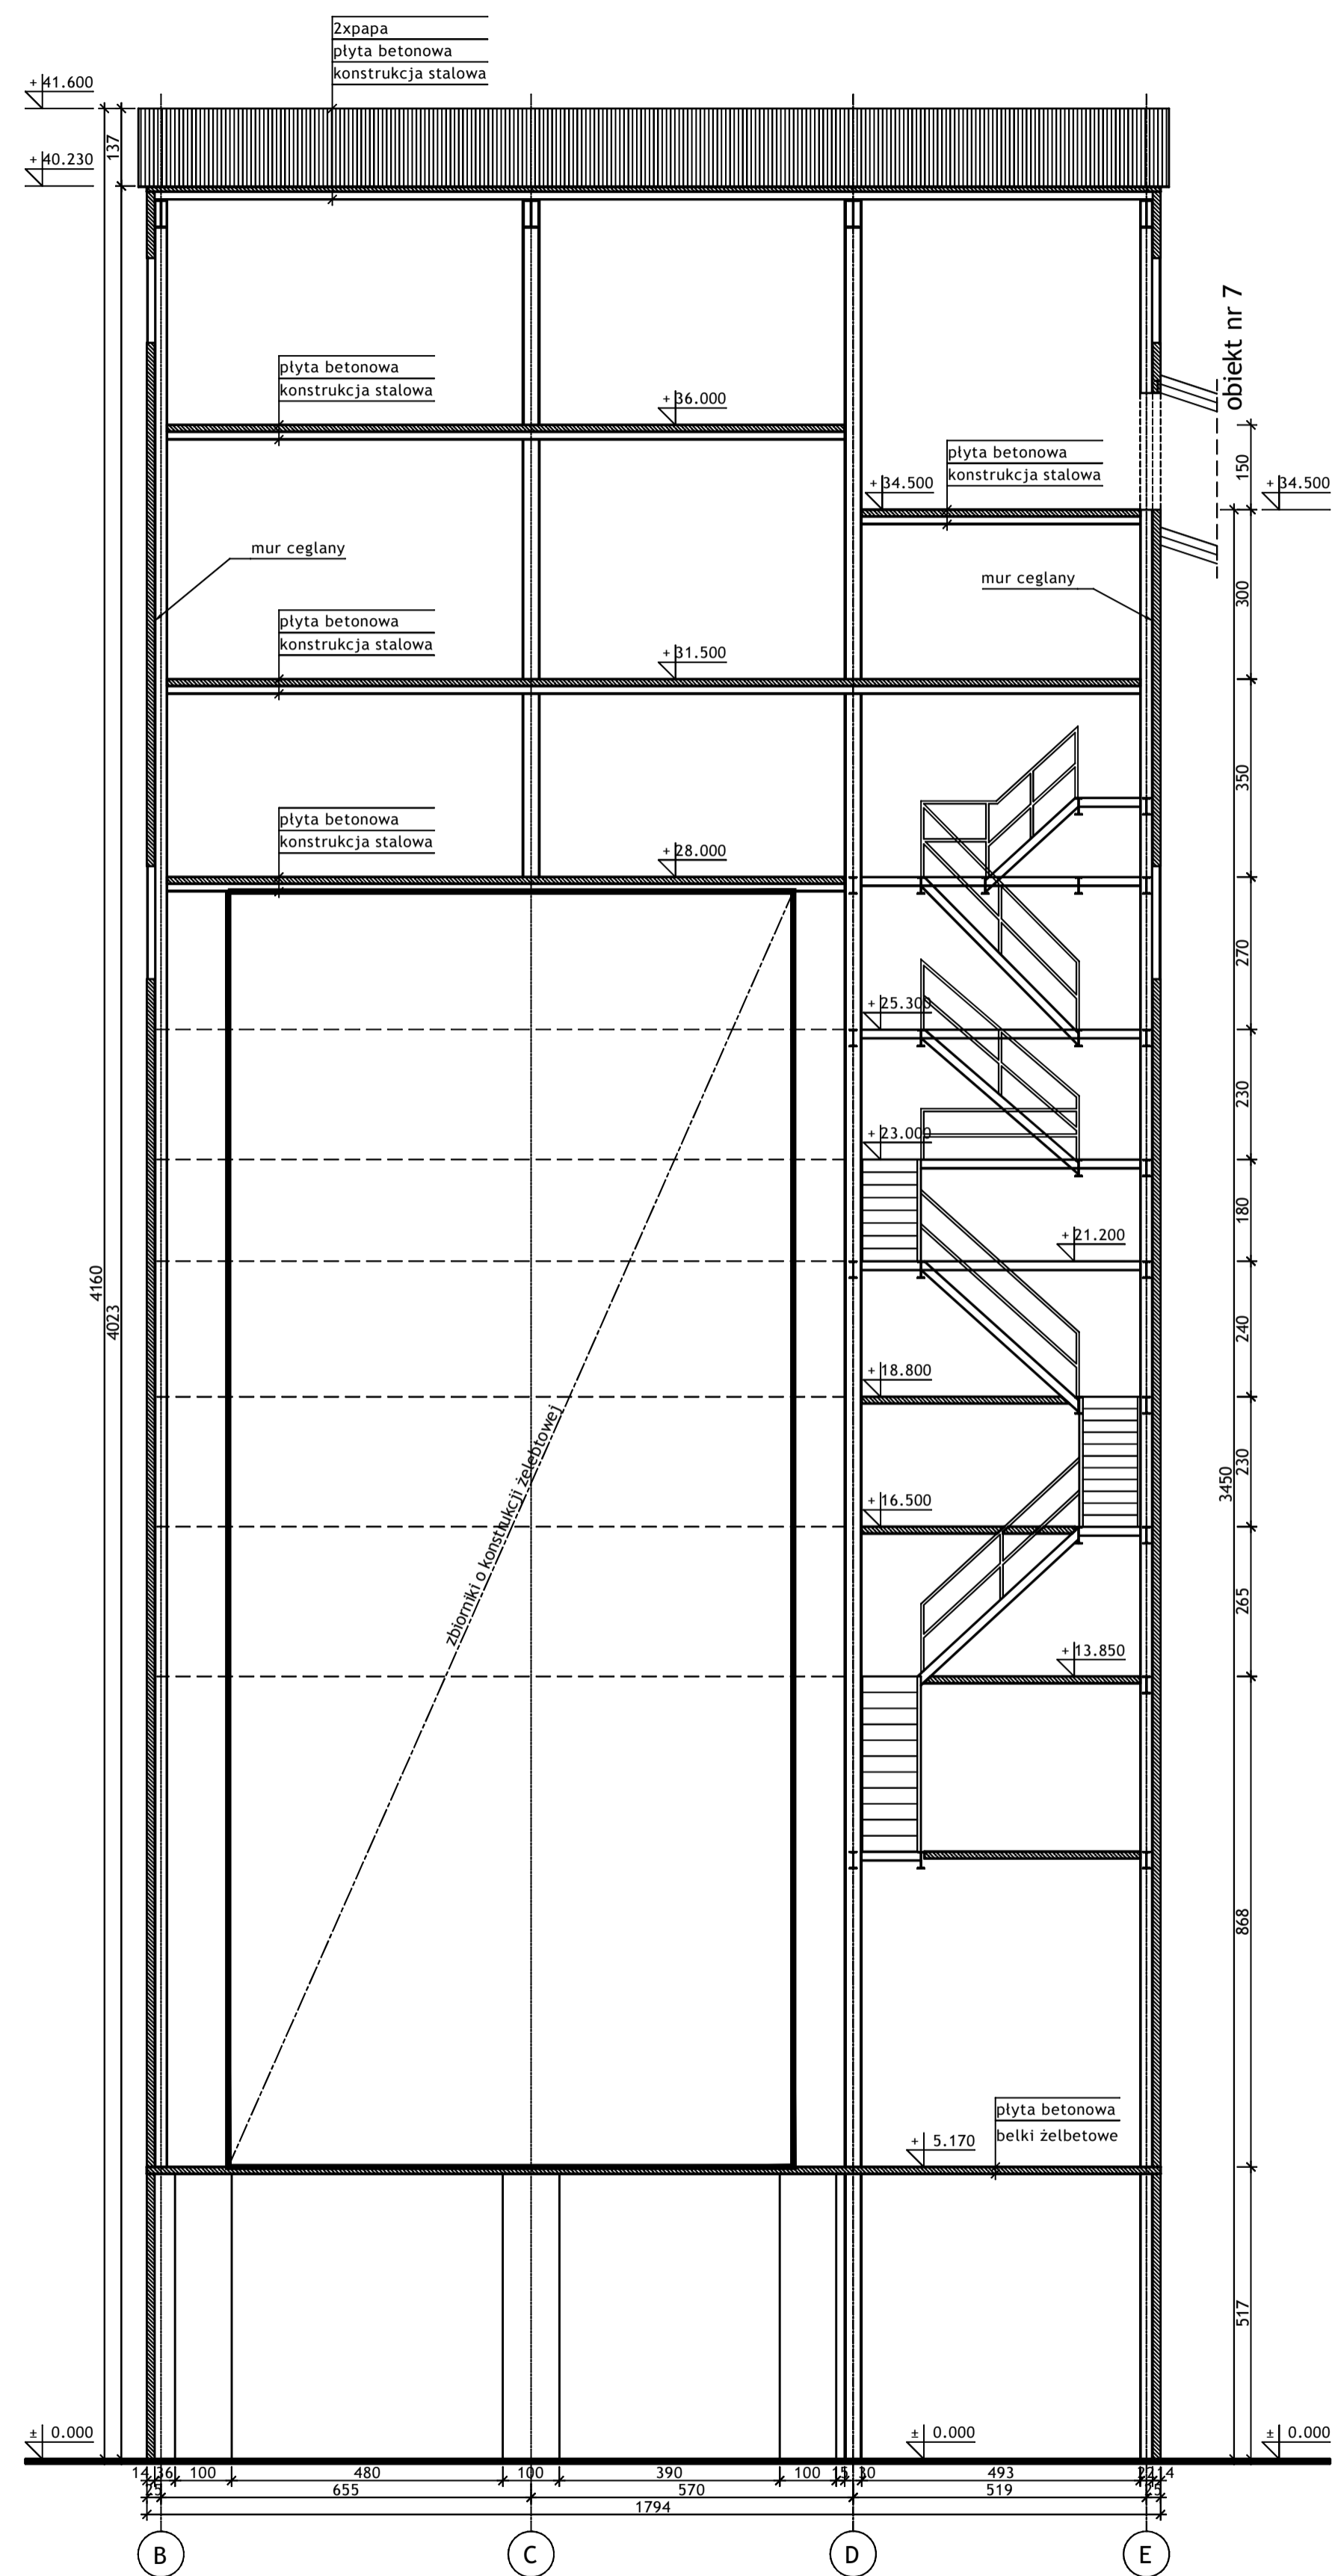 2xpapa
płyta betonowa
konstrukcja stalowa
+41.600
+40.230
137
obiekt nr 7
płyta betonowa
konstrukcja stalowa
+36.000
płyta betonowa
konstrukcja stalowa
+34.500
150
+34.500
mur ceglany
mur ceglany
300
płyta betonowa
konstrukcja stalowa
+31.500
350
płyta betonowa
konstrukcja stalowa
+28.000
270
+25.300
230
+23.000
180
+21.200
4160
4023
240
+18.800
zbiorniki o konstrukcji żelebtowej
230
3450
+16.500
265
+13.850
868
płyta betonowa
belki żelbetowe
+ 5.170
517
± 0.000
± 0.000
± 0.000
14 36 100 480 100 390 100 15 30 493 14
655 570 519
1794
B C D E